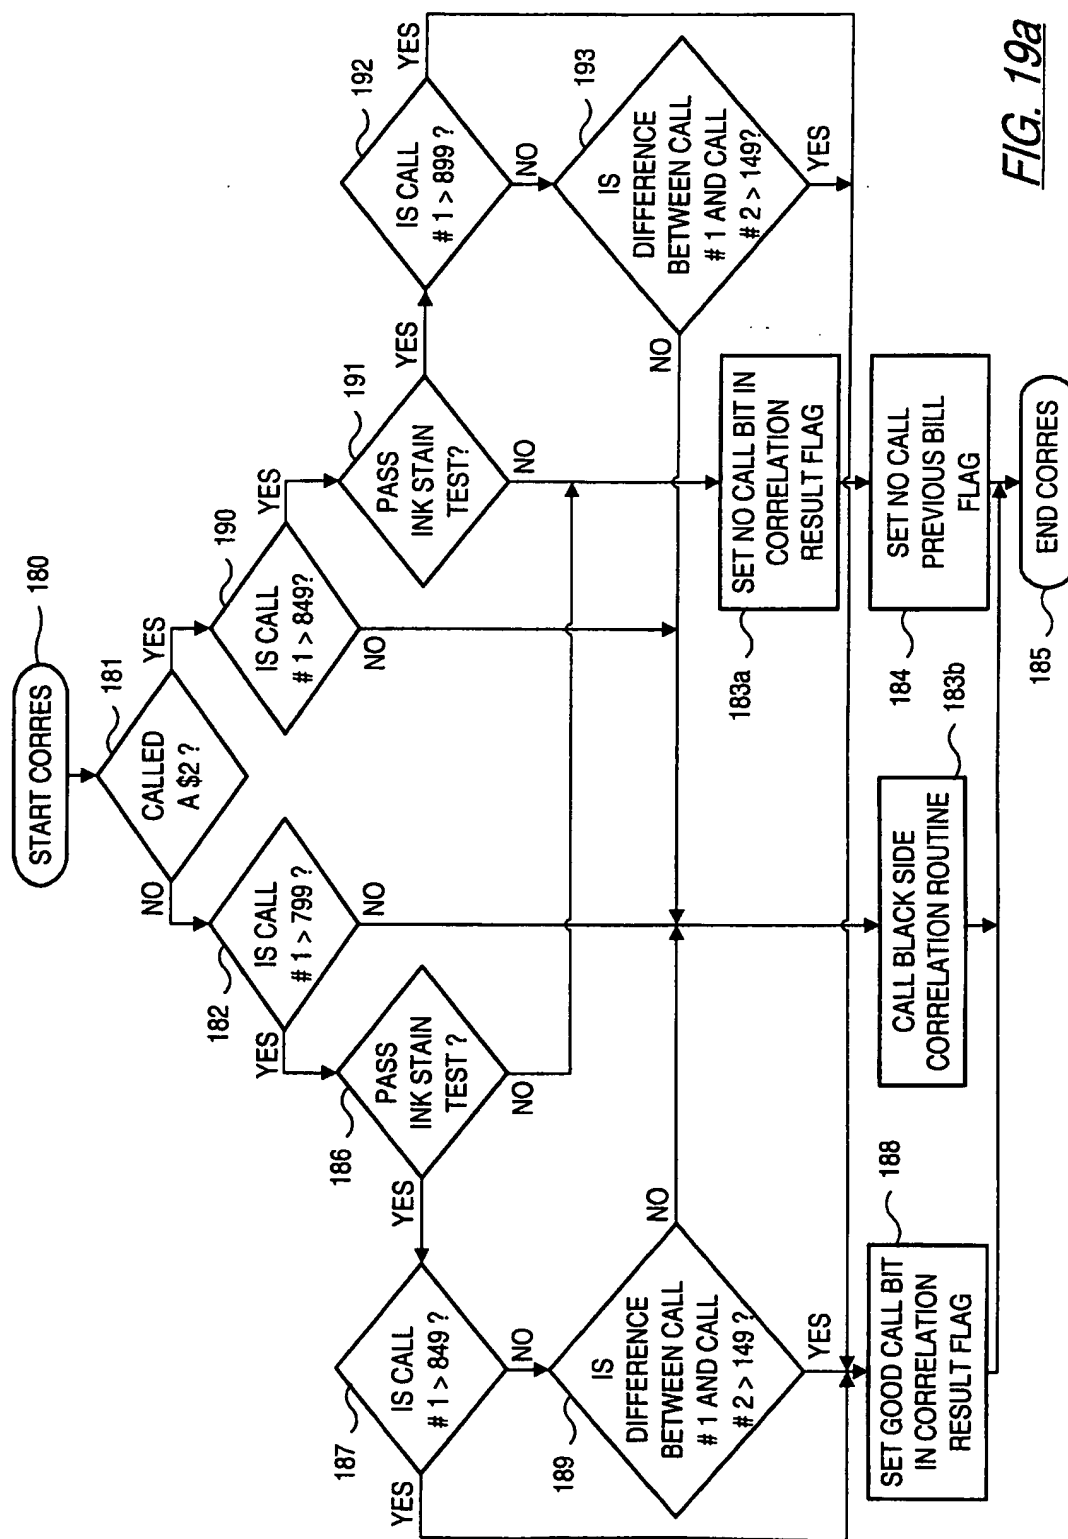 START CORRES
180
CALLED
A $2 ?
181
NO
YES
IS CALL
# 1 > 799 ?
182
YES
NO
IS CALL
# 1 > 849?
190
YES
NO
PASS
INK STAIN
TEST ?
186
YES
NO
PASS
INK STAIN
TEST?
191
YES
NO
IS CALL
# 1 > 849 ?
187
YES
NO
IS CALL
# 1 > 899 ?
192
YES
NO
IS
DIFFERENCE
BETWEEN CALL
# 1 AND CALL
# 2 > 149 ?
189
NO
YES
IS
DIFFERENCE
BETWEEN CALL
# 1 AND CALL
# 2 > 149?
193
NO
YES
SET NO CALL BIT IN
CORRELATION
RESULT FLAG
183a
SET GOOD CALL BIT
IN CORRELATION
RESULT FLAG
188
CALL BLACK SIDE
CORRELATION ROUTINE
183b
SET NO CALL
PREVIOUS BILL
FLAG
184
END CORRES
185
FIG. 19a